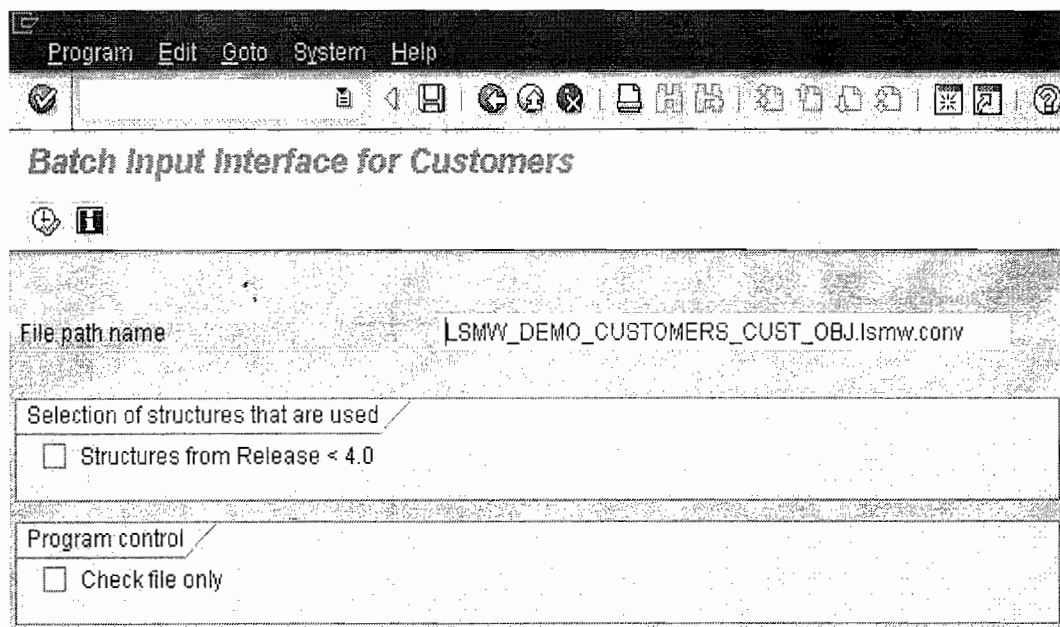 Program Edit Goto System Help
Batch Input Interface for Customers
File path name LSMW_DEMO_CUSTOMERS_CUST_OBJ.lsmw.conv
Selection of structures that are used
Structures from Release < 4.0
Program control
Check file only